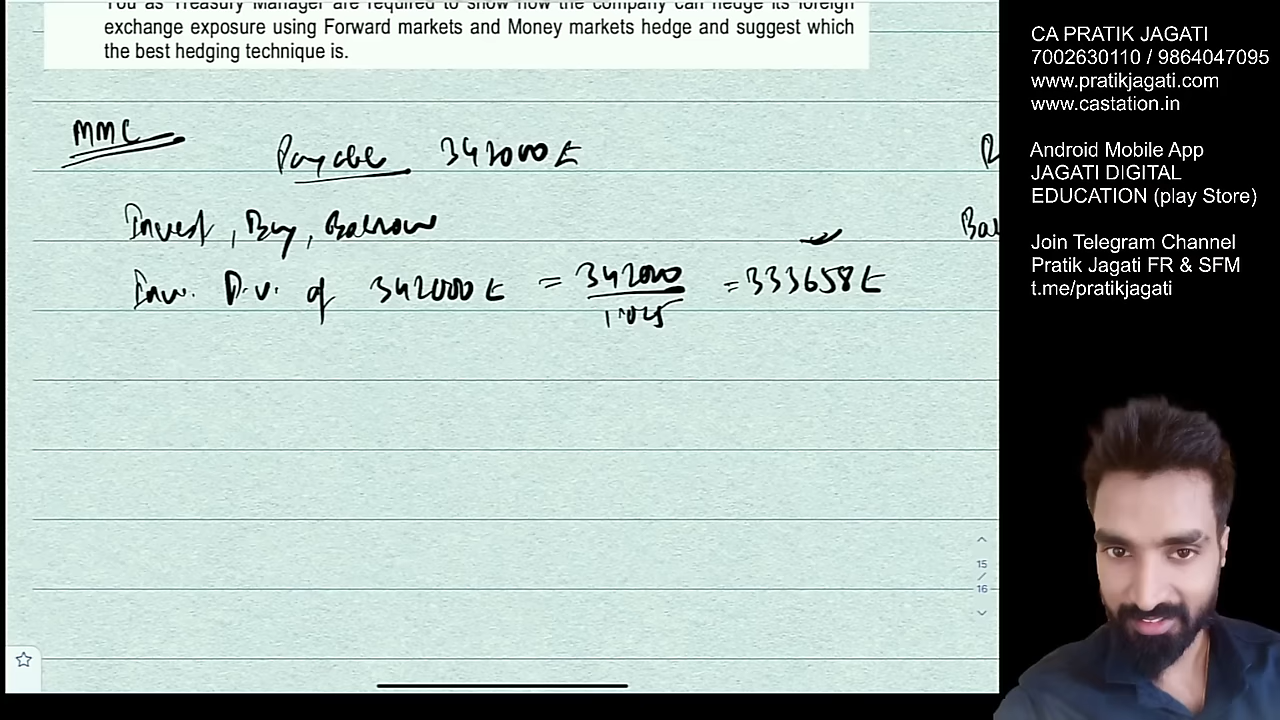 You as Treasury Manager are required to show how the company can hedge its foreign
exchange exposure using Forward markets and Money markets hedge and suggest which
the best hedging technique is.
MMC
Payable 342000 £
R
Invest, Buy, Borrow
Bor
Inv. P.V. of 342000 £ = 342000 / 1.025 = 333658 £
15
/
16
CA PRATIK JAGATI
7002630110 / 9864047095
www.pratikjagati.com
www.castation.in
Android Mobile App
JAGATI DIGITAL
EDUCATION (play Store)
Join Telegram Channel
Pratik Jagati FR & SFM
t.me/pratikjagati